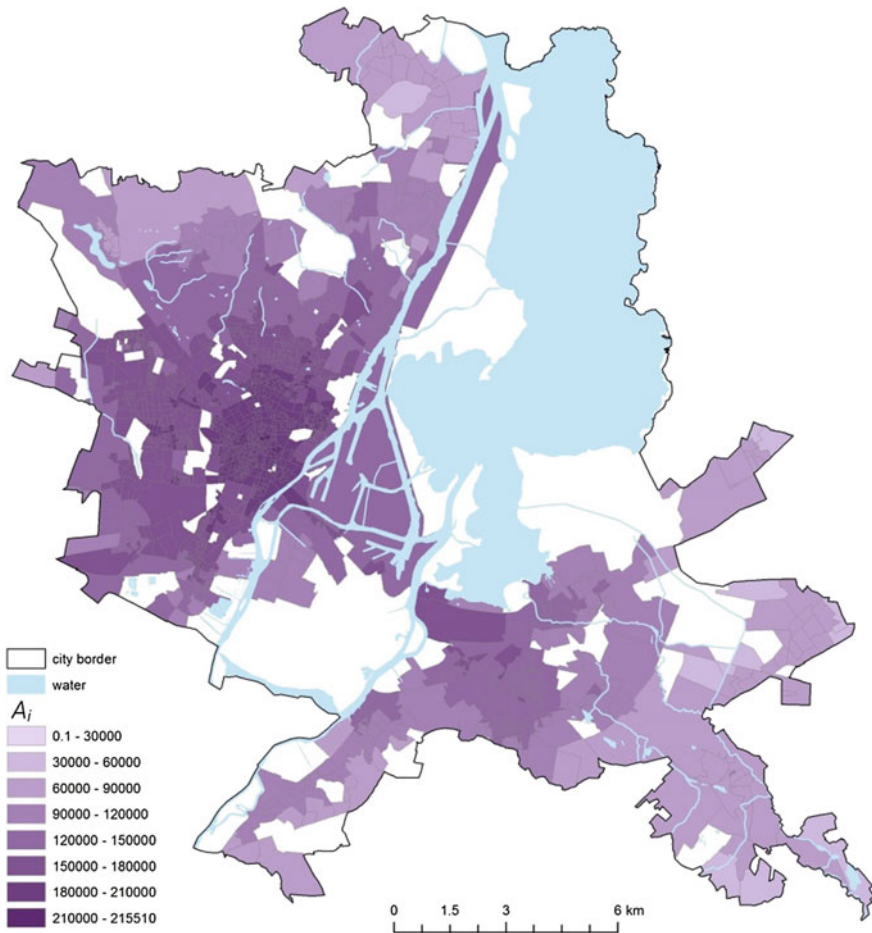 city border
water
Ai
0.1 - 30000
30000 - 60000
60000 - 90000
90000 - 120000
120000 - 150000
150000 - 180000
180000 - 210000
210000 - 215510
0 1.5 3 6 km